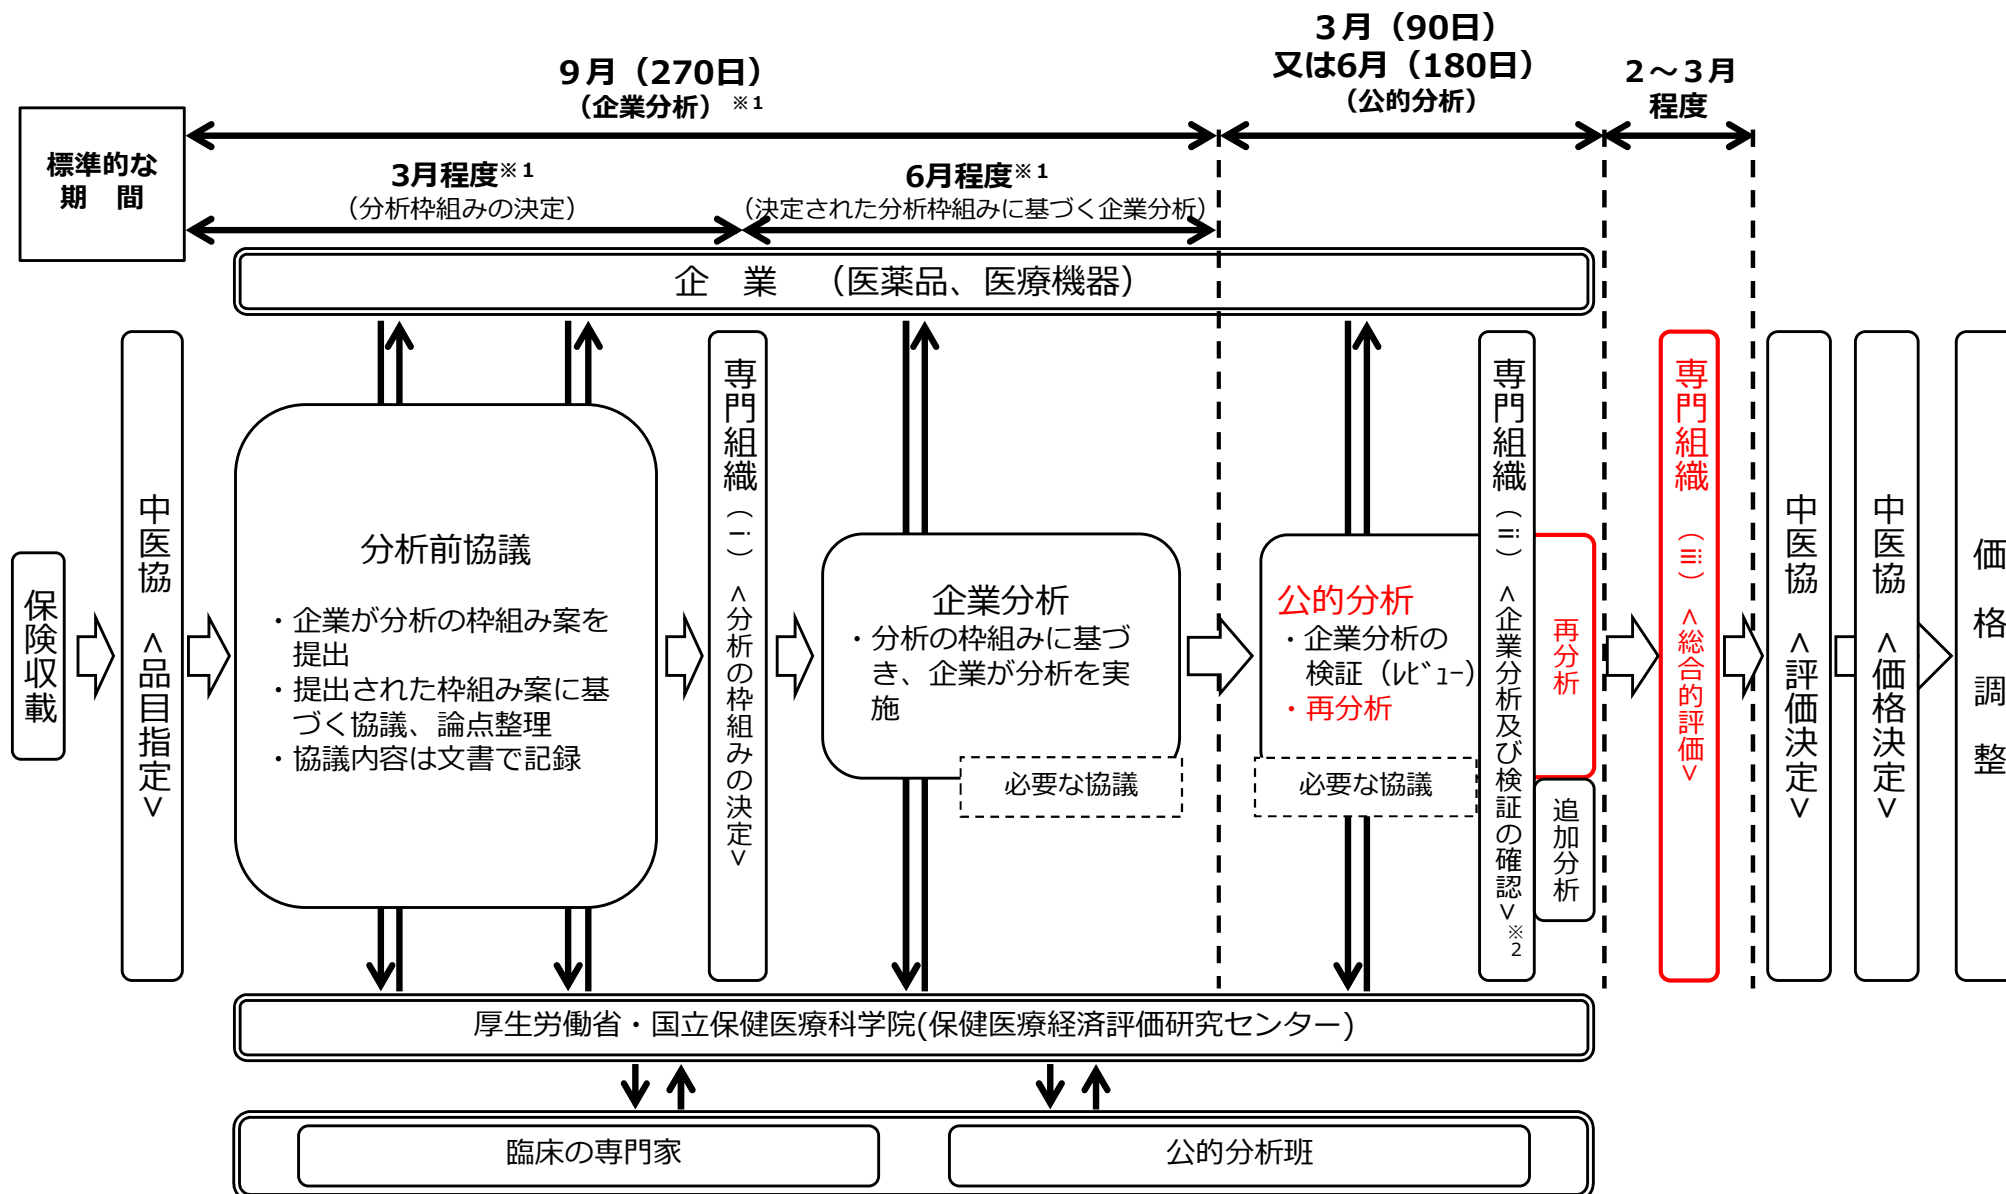 3月（90日）
又は6月（180日）
（公的分析）
9月（270日）
（企業分析）※1
2～3月
程度
標準的な
期　間
3月程度※1
（分析枠組みの決定）
6月程度※1
（決定された分析枠組みに基づく企業分析）
企　業　（医薬品、医療機器）
保険収載
中医協　<品目指定>
分析前協議
・企業が分析の枠組み案を
提出
・提出された枠組み案に基
づく協議、論点整理
・協議内容は文書で記録
専門組織（ⅰ）<分析の枠組みの決定>
企業分析
・分析の枠組みに基づ
き、企業が分析を実
施
必要な協議
公的分析
・企業分析の
検証（ﾚﾋﾞｭｰ）
・再分析
必要な協議
専門組織（ⅱ）<企業分析及び検証の確認>※2
再分析
追加分析
専門組織（ⅲ）<総合的評価>
中医協　<評価決定>
中医協　<価格決定>
価格調整
厚生労働省・国立保健医療科学院(保健医療経済評価研究センター)
臨床の専門家
公的分析班